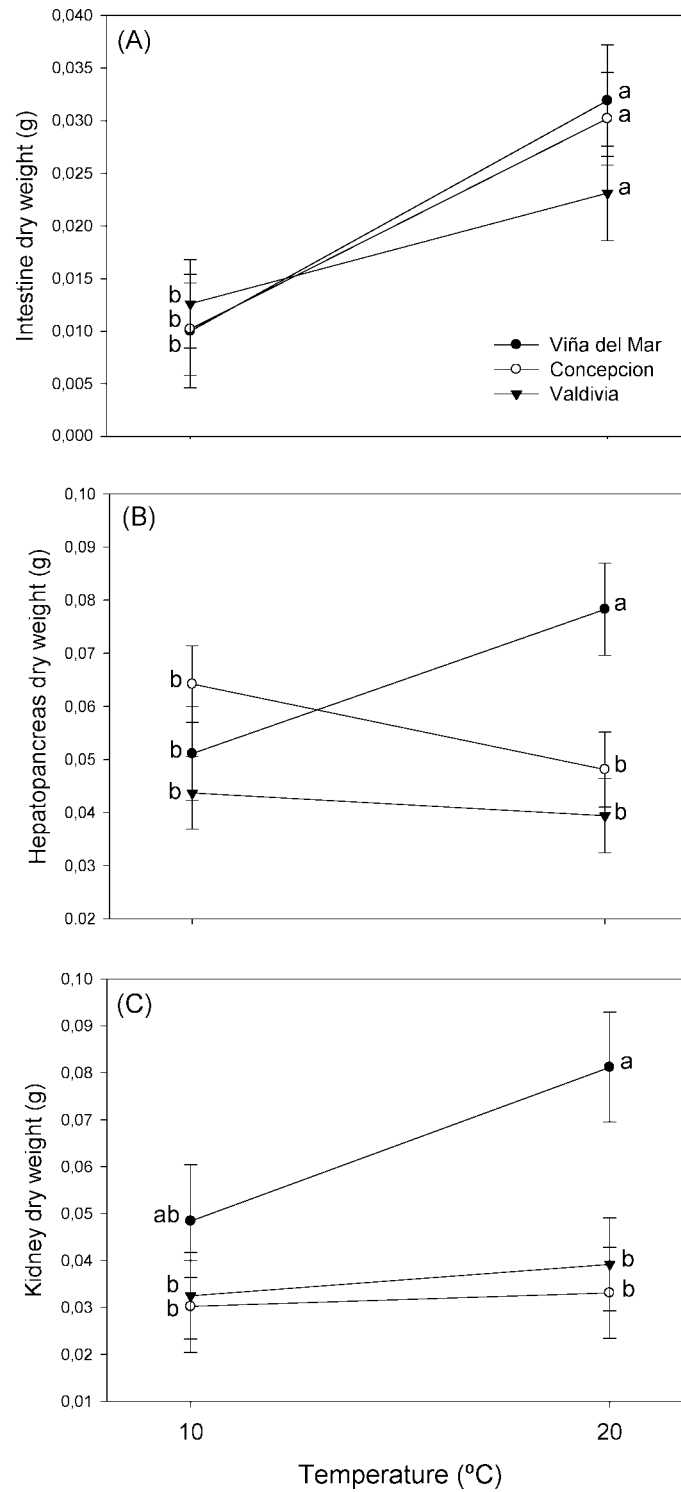 (A)
Intestine dry weight (g)
0,040
0,035
0,030
0,025
0,020
0,015
0,010
0,005
0,000
a
a
a
b
b
b
Viña del Mar
Concepcion
Valdivia
(B)
Hepatopancreas dry weight (g)
0,10
0,09
0,08
0,07
0,06
0,05
0,04
0,03
0.02
a
b
b
b
b
b
(C)
Kidney dry weight (g)
0,10
0,09
0,08
0,07
0,06
0,05
0,04
0,03
0,02
0,01
a
ab
b
b
b
b
10
20
Temperature (ºC)